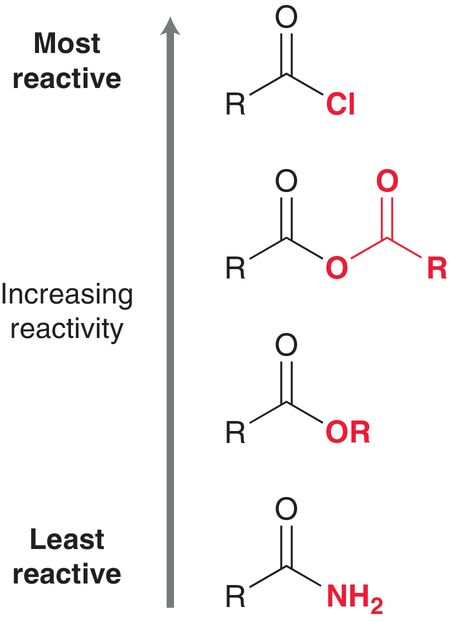 Most
reactive
O
R
Cl
O
O
R
O
R
Increasing
reactivity
O
R
OR
Least
reactive
O
R
NH₂